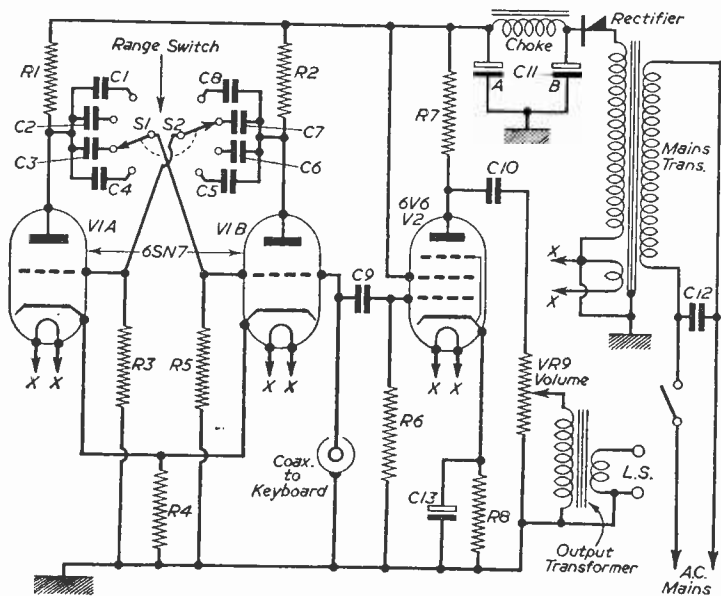 Rectifier
Choke
Range Switch
R1
C1
C8
R2
C11
A
B
R7
C2
S1
S2
C7
C3
C6
C4
C5
C10
Mains
Trans.
V1A
6SN7
V1B
6V6
V2
C9
X
X
C12
X X
R3
R5
X X
R6
X X
VR9
Volume
Coax.
to
Keyboard
L.S.
R4
C13
R8
Output
Transformer
A.C.
Mains